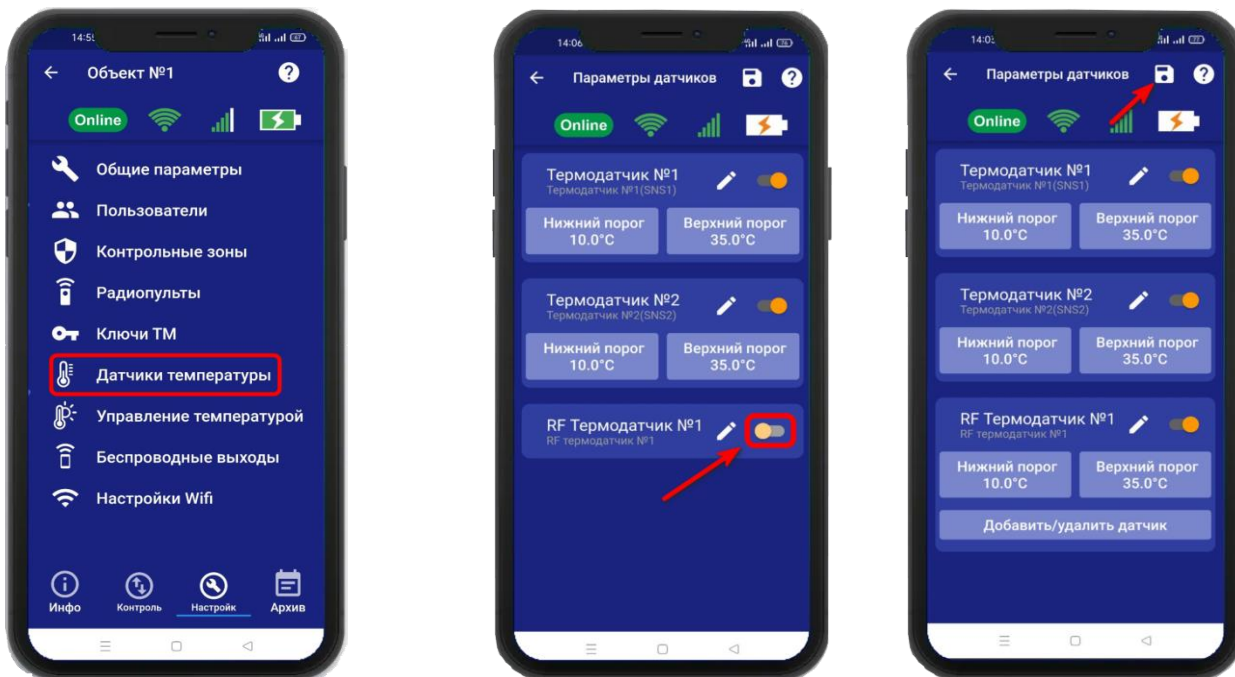 14:5
67
Объект №1
?
Online
Общие параметры
Пользователи
Контрольные зоны
Радиопульты
Ключи ТМ
Датчики температуры
Управление температурой
Беспроводные выходы
Настройки Wifi
Инфо
Контроль
Настройк
Архив
14:06
Параметры датчиков
?
Online
Термодатчик №1
Термодатчик №1(SNS1)
Нижний порог
10.0°C
Верхний порог
35.0°C
Термодатчик №2
Термодатчик №2(SNS2)
Нижний порог
10.0°C
Верхний порог
35.0°C
RF Термодатчик №1
RF термодатчик №1
14:0
77
Параметры датчиков
?
Online
Термодатчик №1
Термодатчик №1(SNS1)
Нижний порог
10.0°C
Верхний порог
35.0°C
Термодатчик №2
Термодатчик №2(SNS2)
Нижний порог
10.0°C
Верхний порог
35.0°C
RF Термодатчик №1
RF термодатчик №1
Нижний порог
10.0°C
Верхний порог
35.0°C
Добавить/удалить датчик